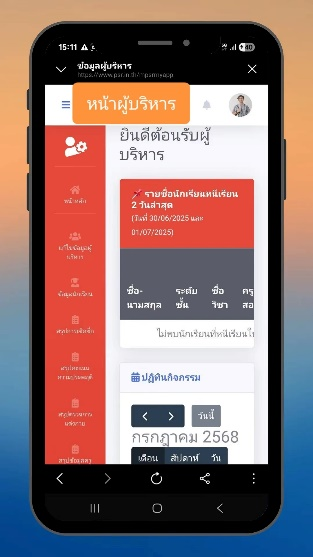 15:11
40
ข้อมูลผู้บริหาร
https://www.psr.in.th/mpsrmyapp
หน้าผู้บริหาร
ยินดีต้อนรับผู้
บริหาร
หน้าหลัก
แก้ไขข้อมูลผู้
บริหาร
ข้อมูลนักเรียน
📌 รายชื่อนักเรียนหนีเรียน
2 วันล่าสุด
(วันที่ 30/06/2025 และ
01/07/2025)
ชื่อ-
นามสกุล
ระดับ
ชั้น
ชื่อ
วิชา
ครู
สอ
ไม่พบนักเรียนที่หนีเรียนใน
ปฏิทินกิจกรรม
วันนี้
กรกฎาคม 2568
เดือน
สัปดาห์
วัน